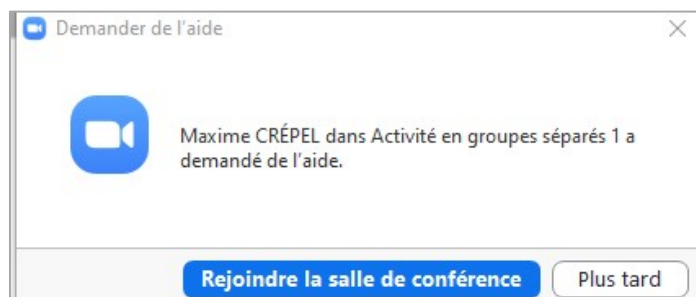 Demander de l'aide
Maxime CRÉPEL dans Activité en groupes séparés 1 a
demandé de l'aide.
Rejoindre la salle de conférence
Plus tard